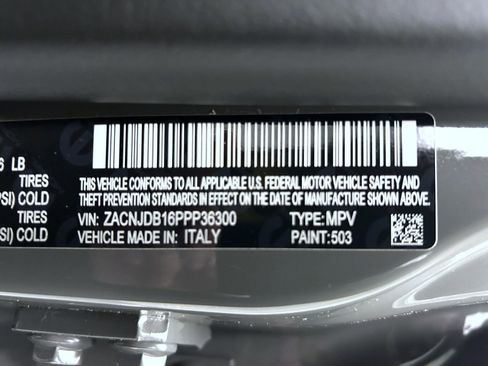 6 LB
TIRES
PSI) COLD
TIRES
SI) COLD
THIS VEHICLE CONFORMS TO ALL APPLICABLE U.S. FEDERAL MOTOR VEHICLE SAFETY AND
THEFT PREVENTION STANDARDS IN EFFECT ON THE DATE OF MANUFACTURE SHOWN ABOVE.
VIN: ZACNJDB16PPP36300 TYPE: MPV
VEHICLE MADE IN: ITALY PAINT: 503